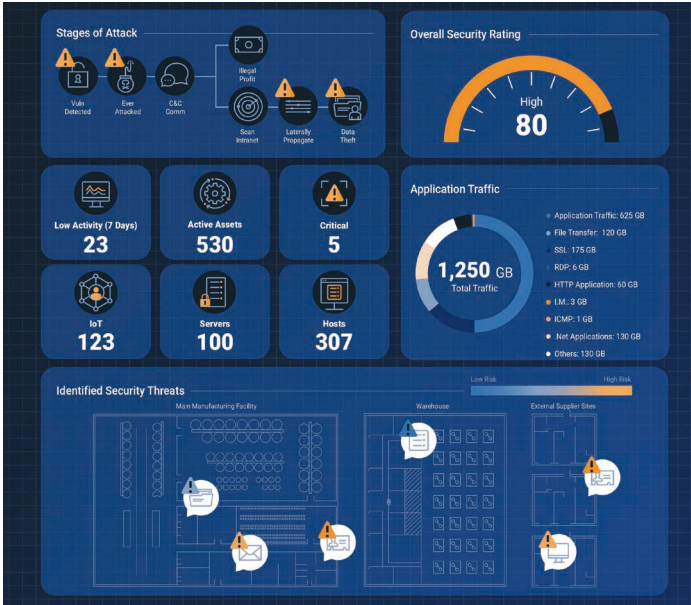 Stages of Attack
Illegal
Profit
Vuln
Detected
Ever
Attacked
C&C
Comm
Scan
Intranet
Laterally
Propagate
Data
Theft
Overall Security Rating
High
80
Low Activity (7 Days)
23
Active Assets
530
Critical
5
IoT
123
Servers
100
Hosts
307
Application Traffic
1,250 GB
Total Traffic
Application Traffic: 625 GB
File Transfer: 120 GB
SSL: 175 GB
RDP: 6 GB
HTTP Application: 60 GB
LM..: 3 GB
ICMP: 1 GB
.Net Applications: 130 GB
Others: 130 GB
Identified Security Threats
Low Risk
High Risk
Main Manufacturing Facility
Warehouse
External Supplier Sites